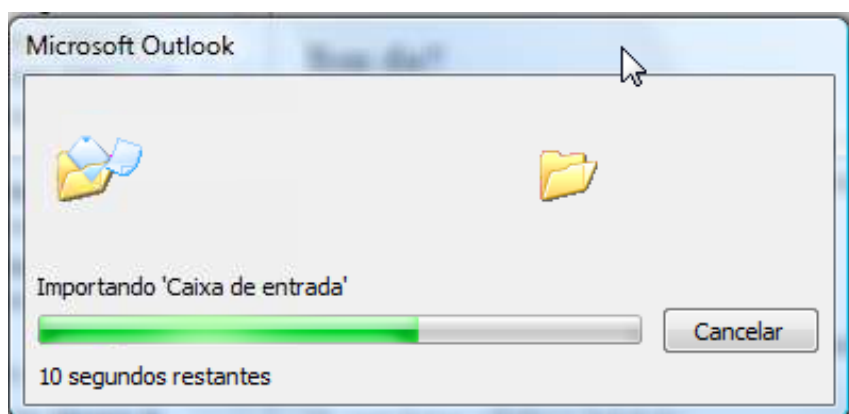 Microsoft Outlook
Importando 'Caixa de entrada'
Cancelar
10 segundos restantes